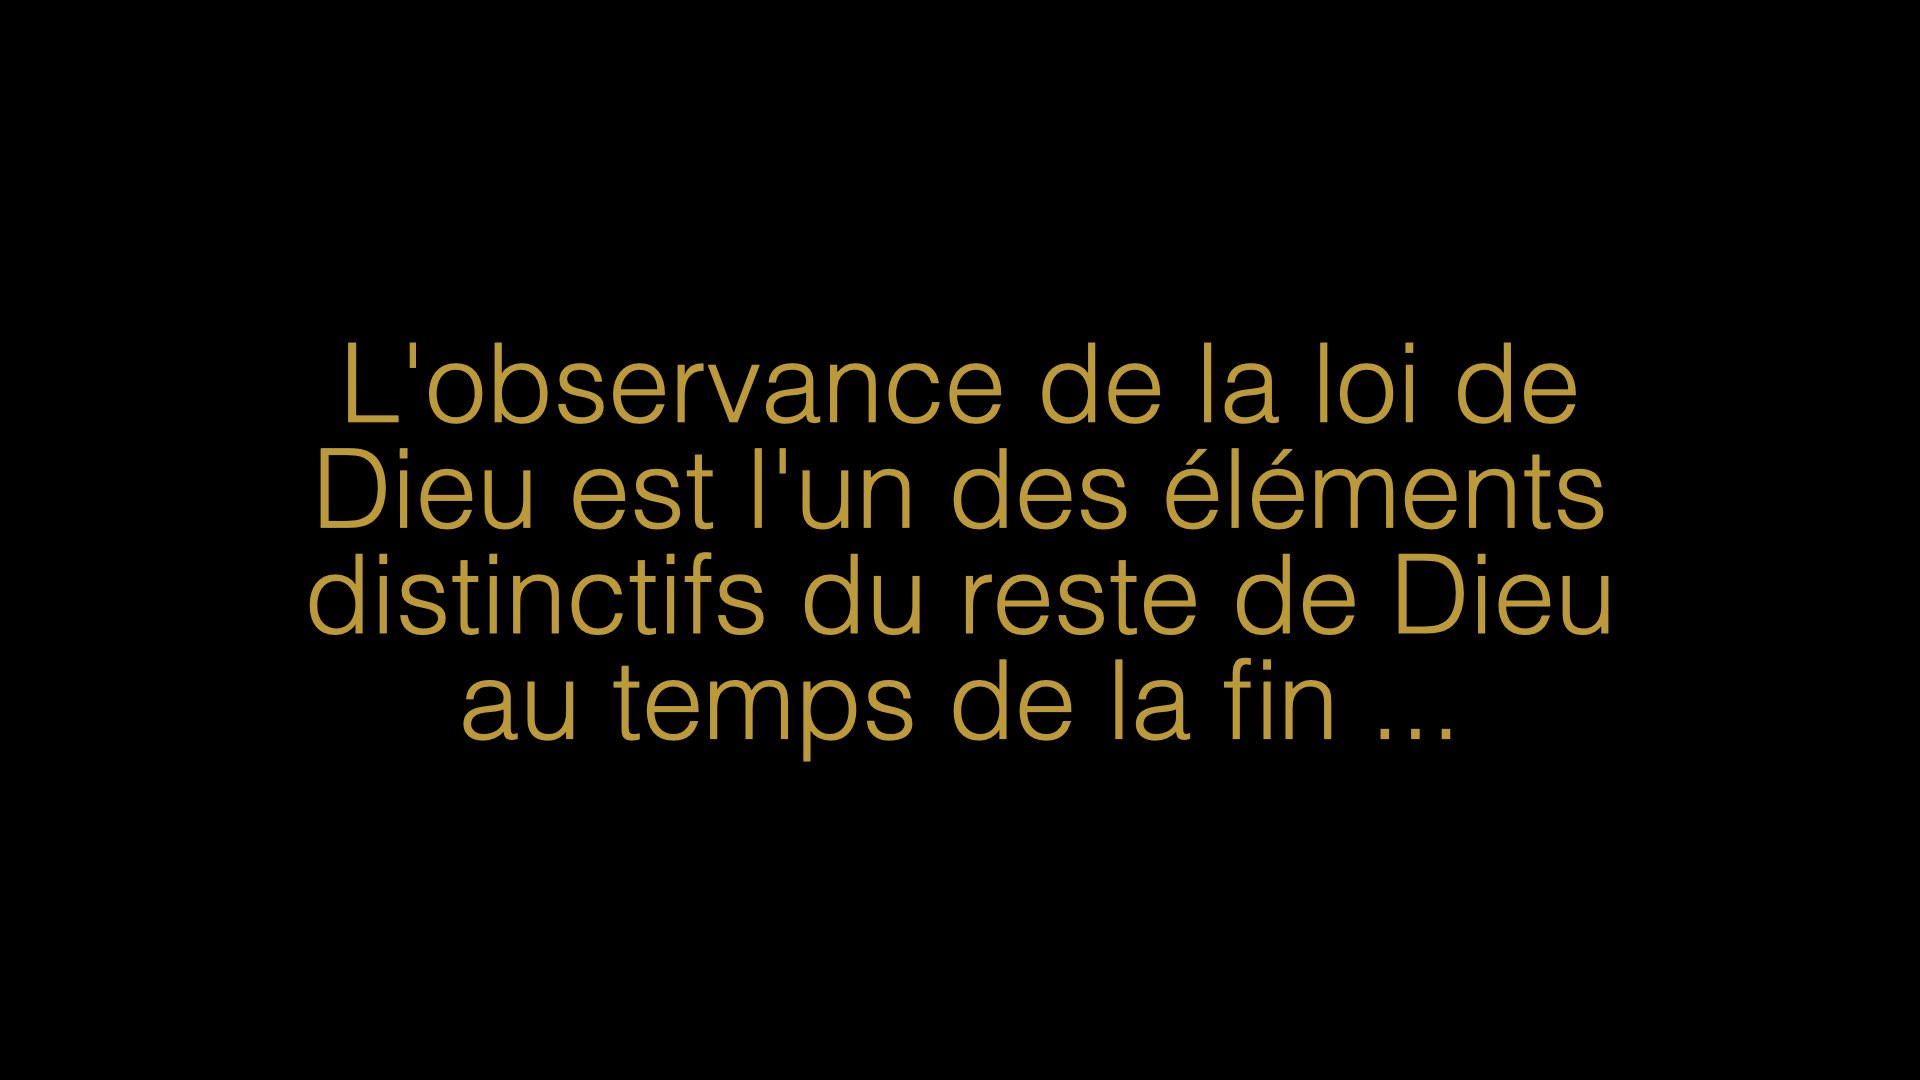 L'observance de la loi de
Dieu est l'un des éléments
distinctifs du reste de Dieu
au temps de la fin ...